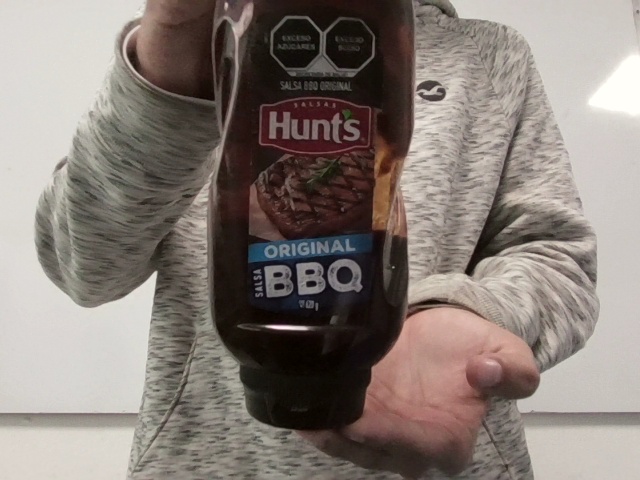 EXCESO EXCESO
AZÚCARES SODIO
SALSA BBQ ORIGINAL
SALSAS
Hunt's
ORIGINAL
SALSA BBQ